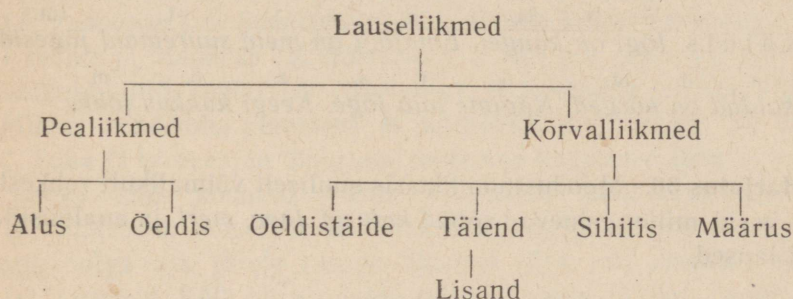 Lauseliikmed
Pealiikmed Kõrvalliikmed
Alus Öeldis Öeldistäide Täiend Sihitis Määrus
Lisand